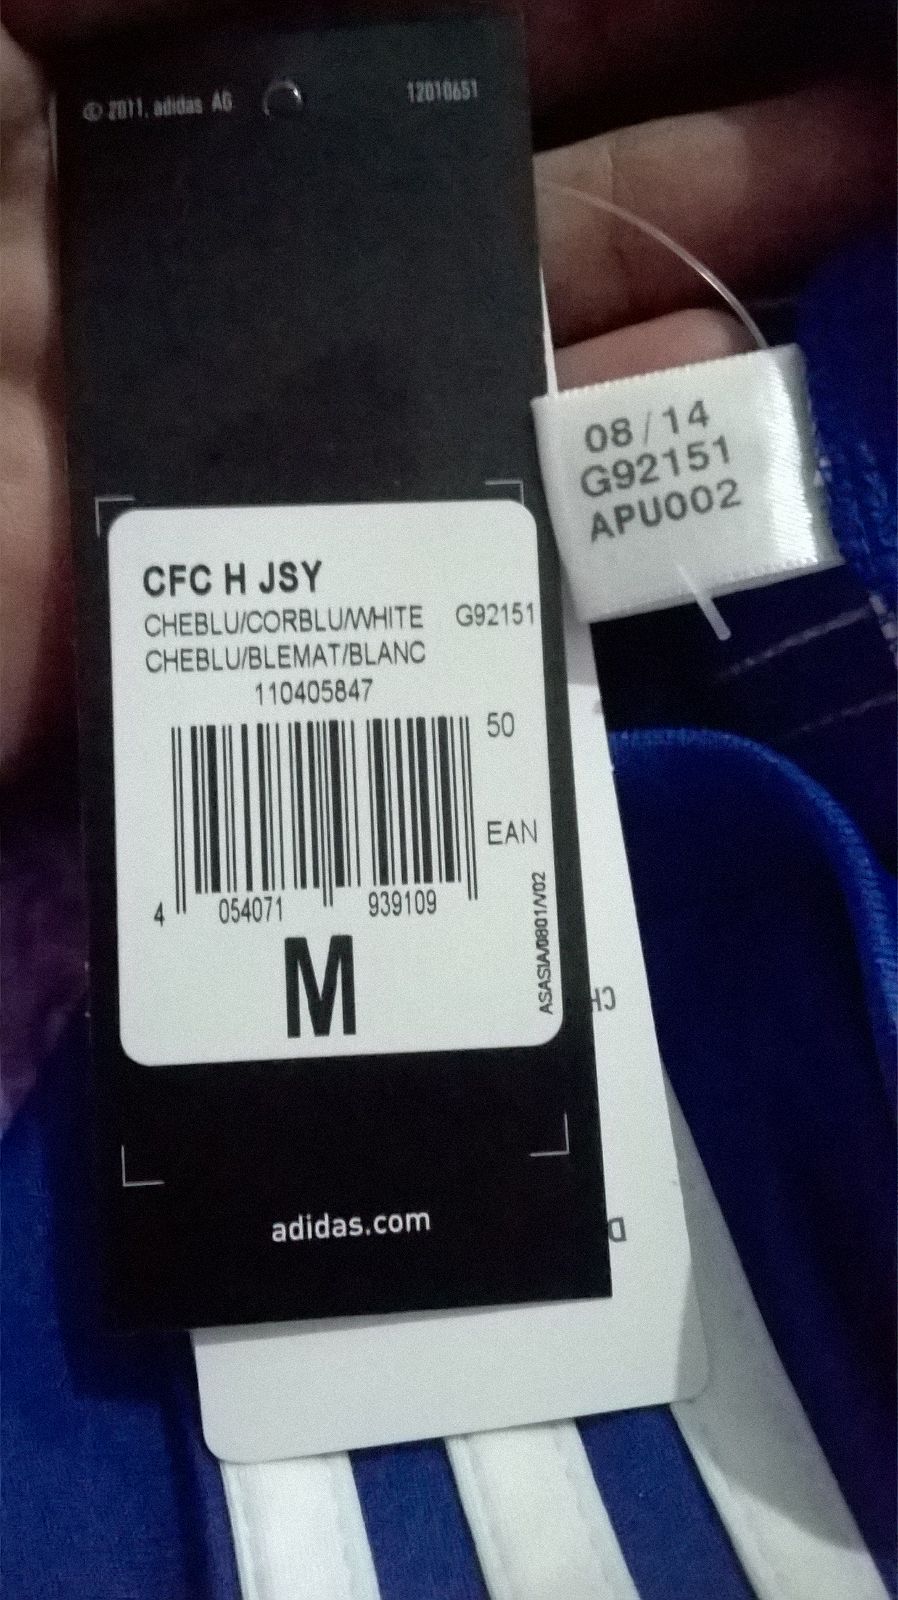 © 2011. adidas AG
12010651
08/14
G92151
APU002
CFC H JSY
CHEBLU/CORBLU/WHITE G92151
CHEBLU/BLEMAT/BLANC
110405847
50
EAN
4 054071 939109
ASASIA/0801/V02
M
adidas.com